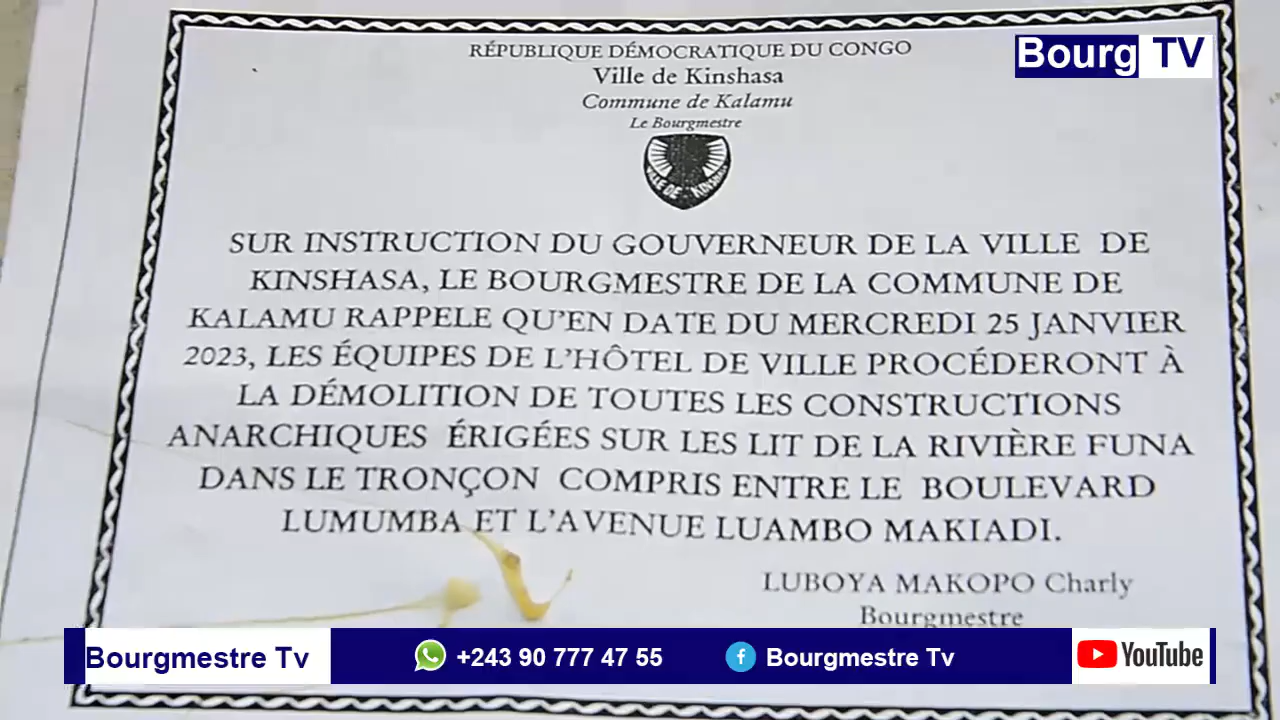 RÉPUBLIQUE DÉMOCRATIQUE DU CONGO
Bourg TV
Ville de Kinshasa
Commune de Kalamu
Le Bourgmestre
VILLE DE KINSHASA
SUR INSTRUCTION DU GOUVERNEUR DE LA VILLE DE
KINSHASA, LE BOURGMESTRE DE LA COMMUNE DE
KALAMU RAPPELE QU'EN DATE DU MERCREDI 25 JANVIER
2023, LES ÉQUIPES DE L'HÔTEL DE VILLE PROCÉDERONT À
LA DÉMOLITION DE TOUTES LES CONSTRUCTIONS
ANARCHIQUES ÉRIGÉES SUR LES LIT DE LA RIVIÈRE FUNA
DANS LE TRONÇON COMPRIS ENTRE LE BOULEVARD
LUMUMBA ET L'AVENUE LUAMBO MAKIADI.
LUBOYA MAKOPO Charly
Bourgmestre
Bourgmestre Tv
+243 90 777 47 55
Bourgmestre Tv
YouTube